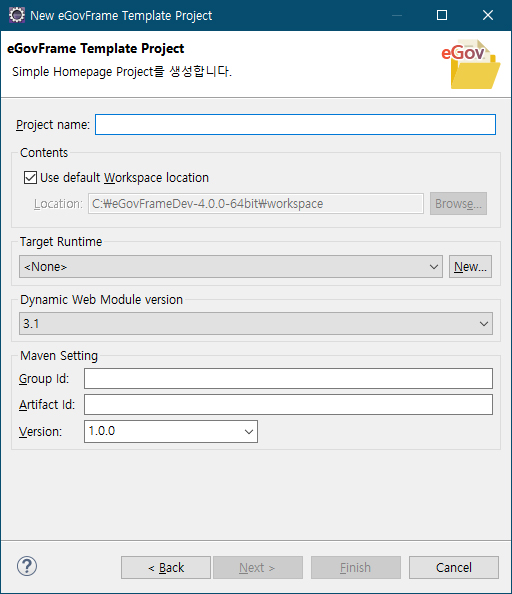 New eGovFrame Template Project
eGovFrame Template Project
Simple Homepage Project를 생성합니다.
eGov
Project name:
Contents
Use default Workspace location
Location: C:₩eGovFrameDev-4.0.0-64bit₩workspace Browse...
Target Runtime
<None> New...
Dynamic Web Module version
3.1
Maven Setting
Group Id:
Artifact Id:
Version: 1.0.0
? < Back Next > Finish Cancel